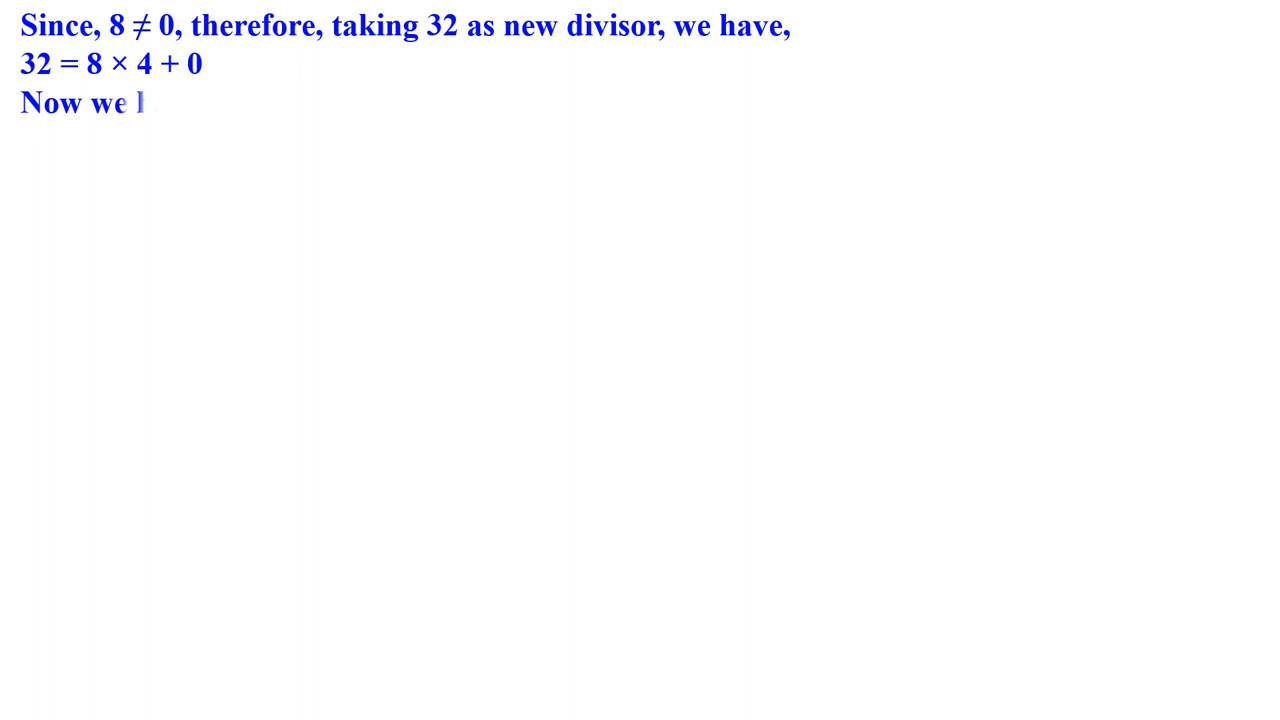 Since, 8 ≠ 0, therefore, taking 32 as new divisor, we have,
32 = 8 × 4 + 0
Now we